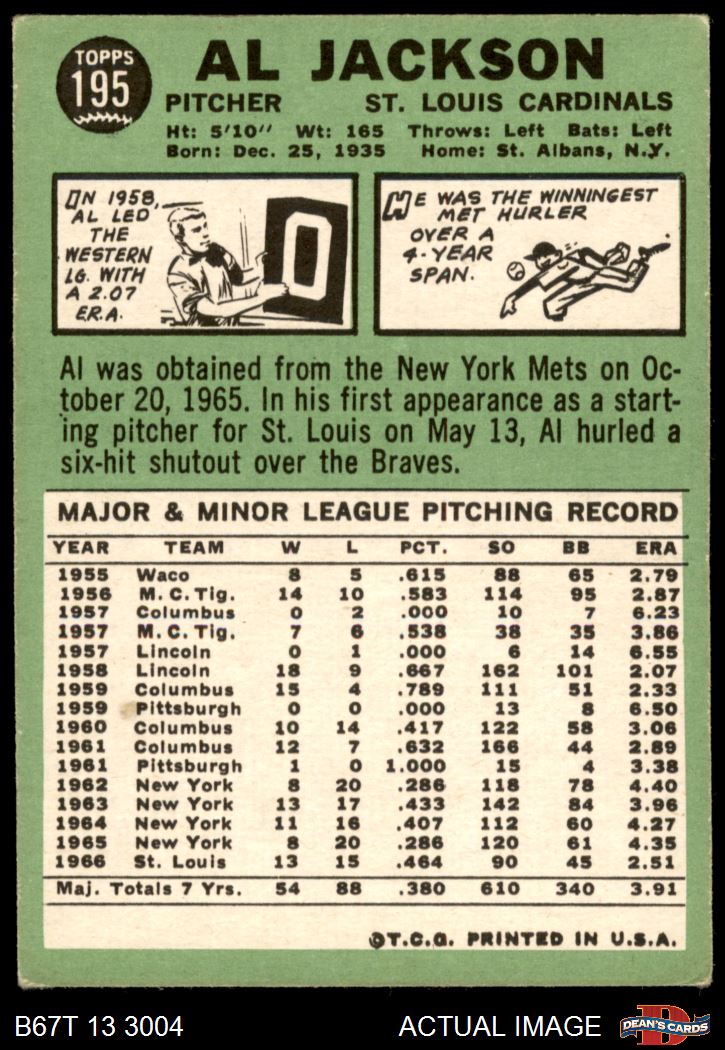 TOPPS
195
AL JACKSON
PITCHER ST. LOUIS CARDINALS
Ht: 5'10" Wt: 165 Throws: Left Bats: Left
Born: Dec. 25, 1935 Home: St. Albans, N.Y.
IN 1958,
AL LED
THE
WESTERN
LG. WITH
A 2.07
E.R.A.
0
HE WAS THE WINNINGEST
MET HURLER
OVER A
4-YEAR
SPAN.
Al was obtained from the New York Mets on Oc-
tober 20, 1965. In his first appearance as a start-
ing pitcher for St. Louis on May 13, Al hurled a
six-hit shutout over the Braves.
MAJOR & MINOR LEAGUE PITCHING RECORD
YEAR TEAM W L PCT. SO BB ERA
1955 Waco 8 5 .615 88 65 2.79
1956 M.C. Tig. 14 10 .583 114 95 2.87
1957 Columbus 0 2 .000 10 7 6.23
1957 M.C. Tig. 7 6 .538 38 35 3.86
1957 Lincoln 0 1 .000 6 14 6.55
1958 Lincoln 18 9 .667 162 101 2.07
1959 Columbus 15 4 .789 111 51 2.33
1959 Pittsburgh 0 0 .000 13 8 6.50
1960 Columbus 10 14 .417 122 58 3.06
1961 Columbus 12 7 .632 166 44 2.89
1961 Pittsburgh 1 0 1.000 15 4 3.38
1962 New York 8 20 .286 118 78 4.40
1963 New York 13 17 .433 142 84 3.96
1964 New York 11 16 .407 112 60 4.27
1965 New York 8 20 .286 120 61 4.35
1966 St. Louis 13 15 .464 90 45 2.51
Maj. Totals 7 Yrs. 54 88 .380 610 340 3.91
©T.C.G. PRINTED IN U.S.A.
B67T 13 3004 ACTUAL IMAGE D DEAN'S CARDS